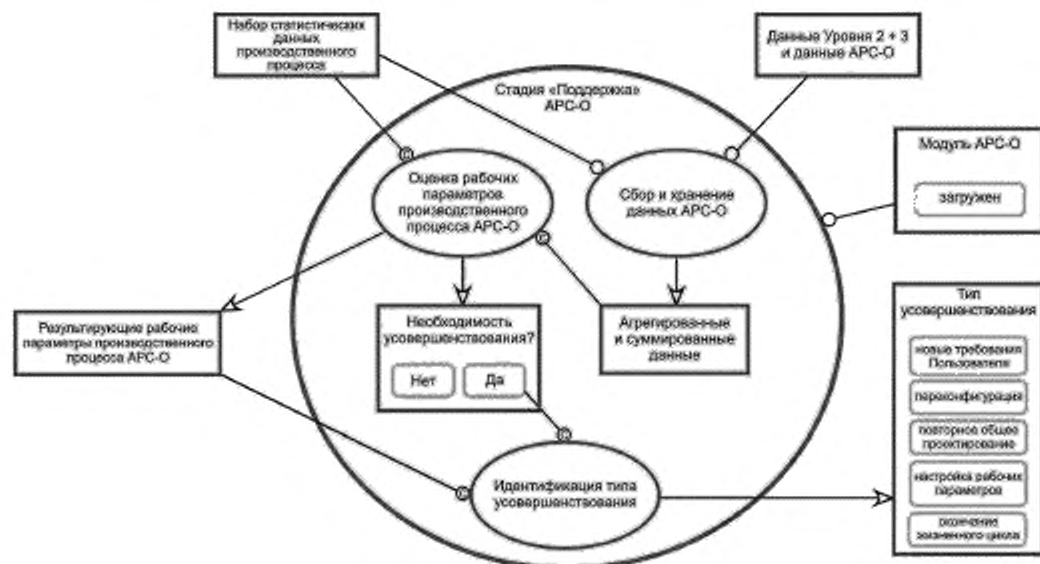 Набор статистических
данных
производственного
процесса
Данные Уровня 2 + 3
и данные АРС-О
Стадия «Поддержка»
АРС-О
Модуль АРС-О
загружен
Оценка рабочих
параметров
производственного
процесса АРС-О
Сбор и хранение
данных АРС-О
Тип
усовершенствования
новые требования
Пользователя
переконфигурация
повторное общее
проектирование
настройка рабочих
параметров
окончание
жизненного цикла
Результирующие рабочие
параметры производственного
процесса АРС-О
Необходимость
усовершенствования?
Нет
Да
Агрегированные
и суммированные
данные
Идентификация типа
усовершенствования